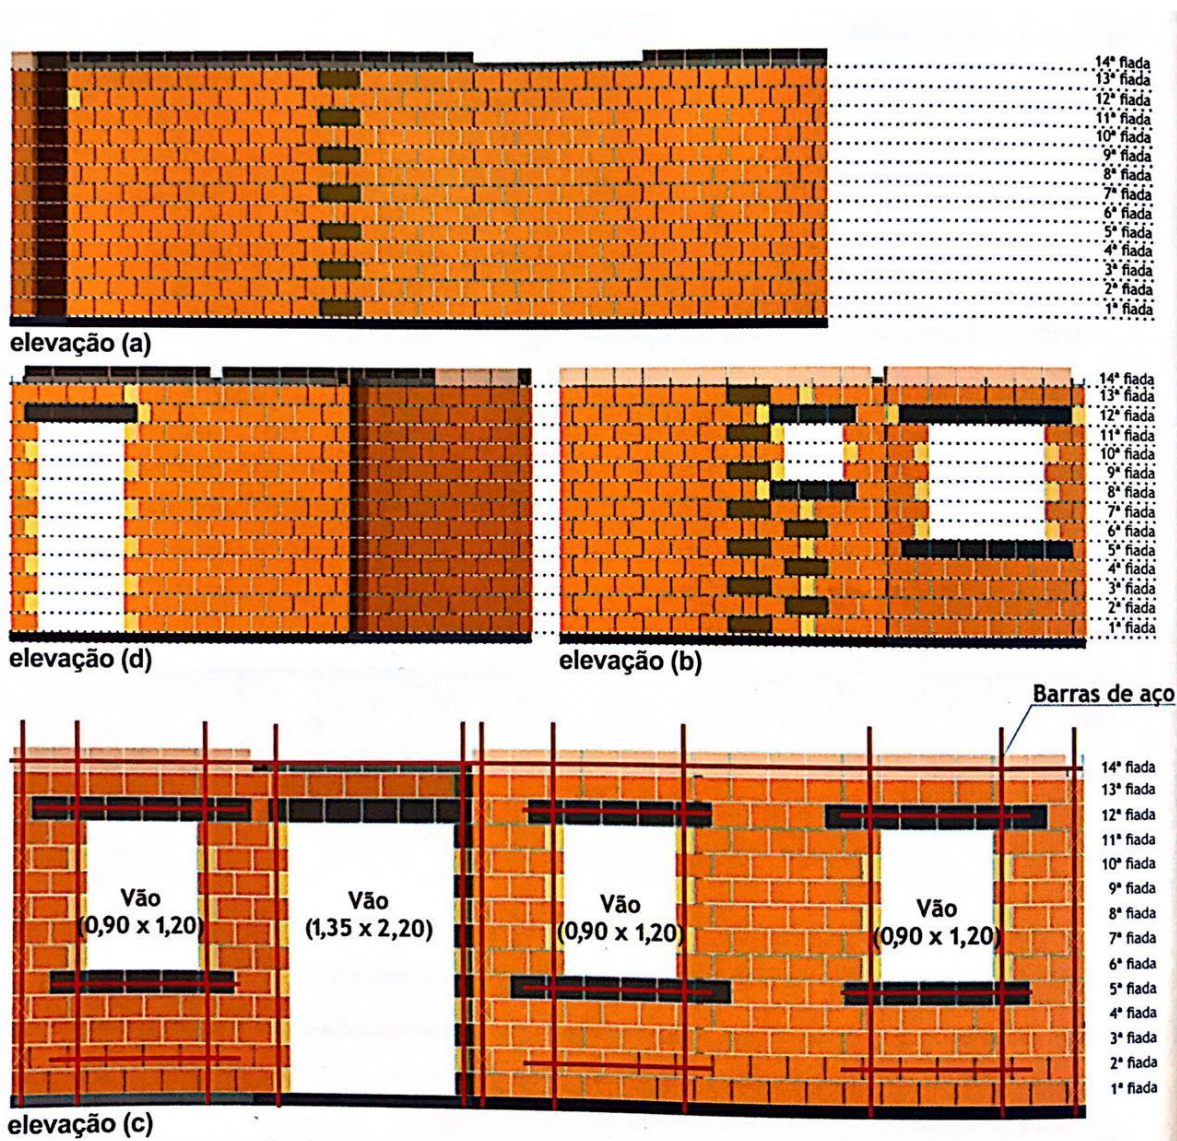 14ª fiada
13ª fiada
12ª fiada
11ª fiada
10ª fiada
9ª fiada
8ª fiada
7ª fiada
6ª fiada
5ª fiada
4ª fiada
3ª fiada
2ª fiada
1ª fiada
elevação (a)
14ª fiada
13ª fiada
12ª fiada
11ª fiada
10ª fiada
9ª fiada
8ª fiada
7ª fiada
6ª fiada
5ª fiada
4ª fiada
3ª fiada
2ª fiada
1ª fiada
elevação (d)
elevação (b)
Barras de aço
14ª fiada
13ª fiada
12ª fiada
11ª fiada
10ª fiada
9ª fiada
8ª fiada
7ª fiada
6ª fiada
5ª fiada
4ª fiada
3ª fiada
2ª fiada
1ª fiada
Vão
(0,90 x 1,20)
Vão
(1,35 x 2,20)
Vão
(0,90 x 1,20)
Vão
(0,90 x 1,20)
elevação (c)